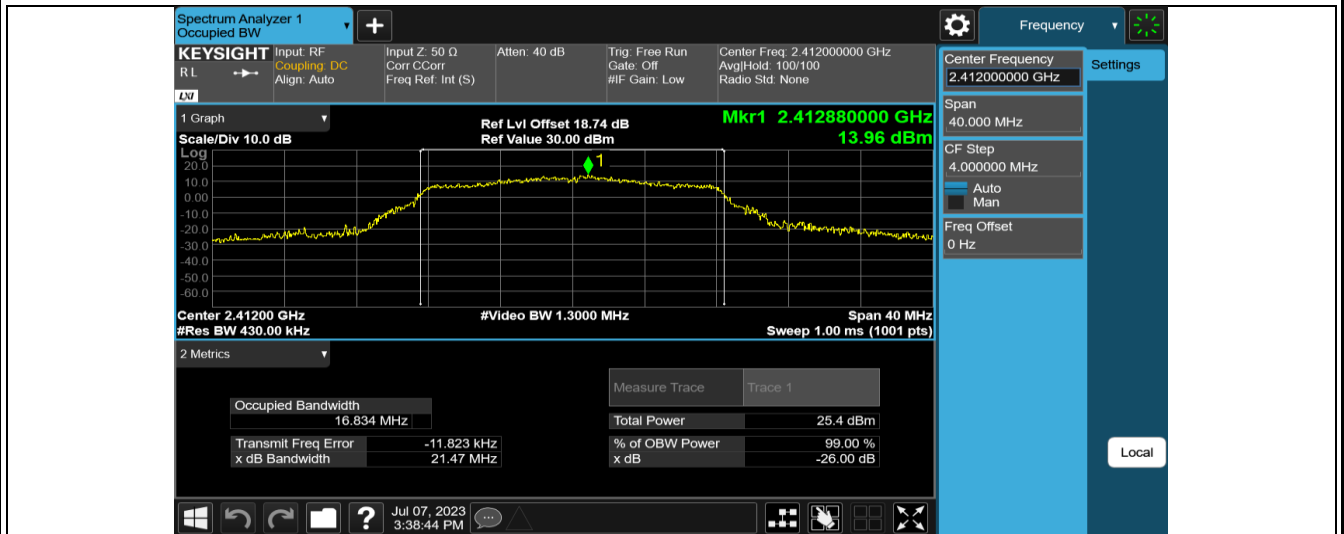 Spectrum Analyzer 1
Occupied BW
+
Frequency
KEYSIGHT
RL
LXI
Input: RF
Coupling: DC
Align: Auto
Input Z: 50 Ω
Corr CCorr
Freq Ref: Int (S)
Atten: 40 dB
Trig: Free Run
Gate: Off
#IF Gain: Low
Center Freq: 2.412000000 GHz
Avg|Hold: 100/100
Radio Std: None
Center Frequency
2.412000000 GHz
Settings
Span
40.000 MHz
CF Step
4.000000 MHz
Auto
Man
Freq Offset
0 Hz
1 Graph
Scale/Div 10.0 dB
Ref Lvl Offset 18.74 dB
Ref Value 30.00 dBm
Mkr1 2.412880000 GHz
13.96 dBm
Log
20.0
10.0
0.00
-10.0
-20.0
-30.0
-40.0
-50.0
-60.0
1
Center 2.41200 GHz
#Video BW 1.3000 MHz
Span 40 MHz
#Res BW 430.00 kHz
Sweep 1.00 ms (1001 pts)
2 Metrics
Measure Trace Trace 1
Occupied Bandwidth
16.834 MHz
Total Power 25.4 dBm
Transmit Freq Error -11.823 kHz
% of OBW Power 99.00 %
x dB Bandwidth 21.47 MHz
x dB -26.00 dB
Local
?
Jul 07, 2023
3:38:44 PM